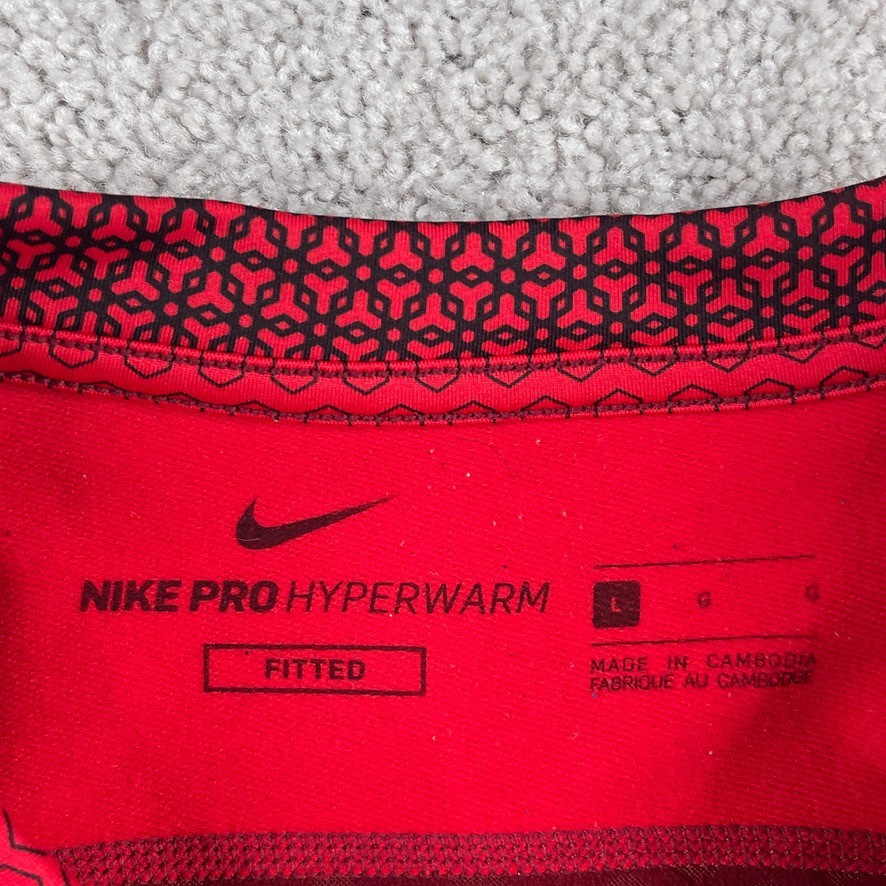 NIKE PRO HYPERWARM
FITTED
L G G
MADE IN CAMBODIA
FABRIQUE AU CAMBODGE